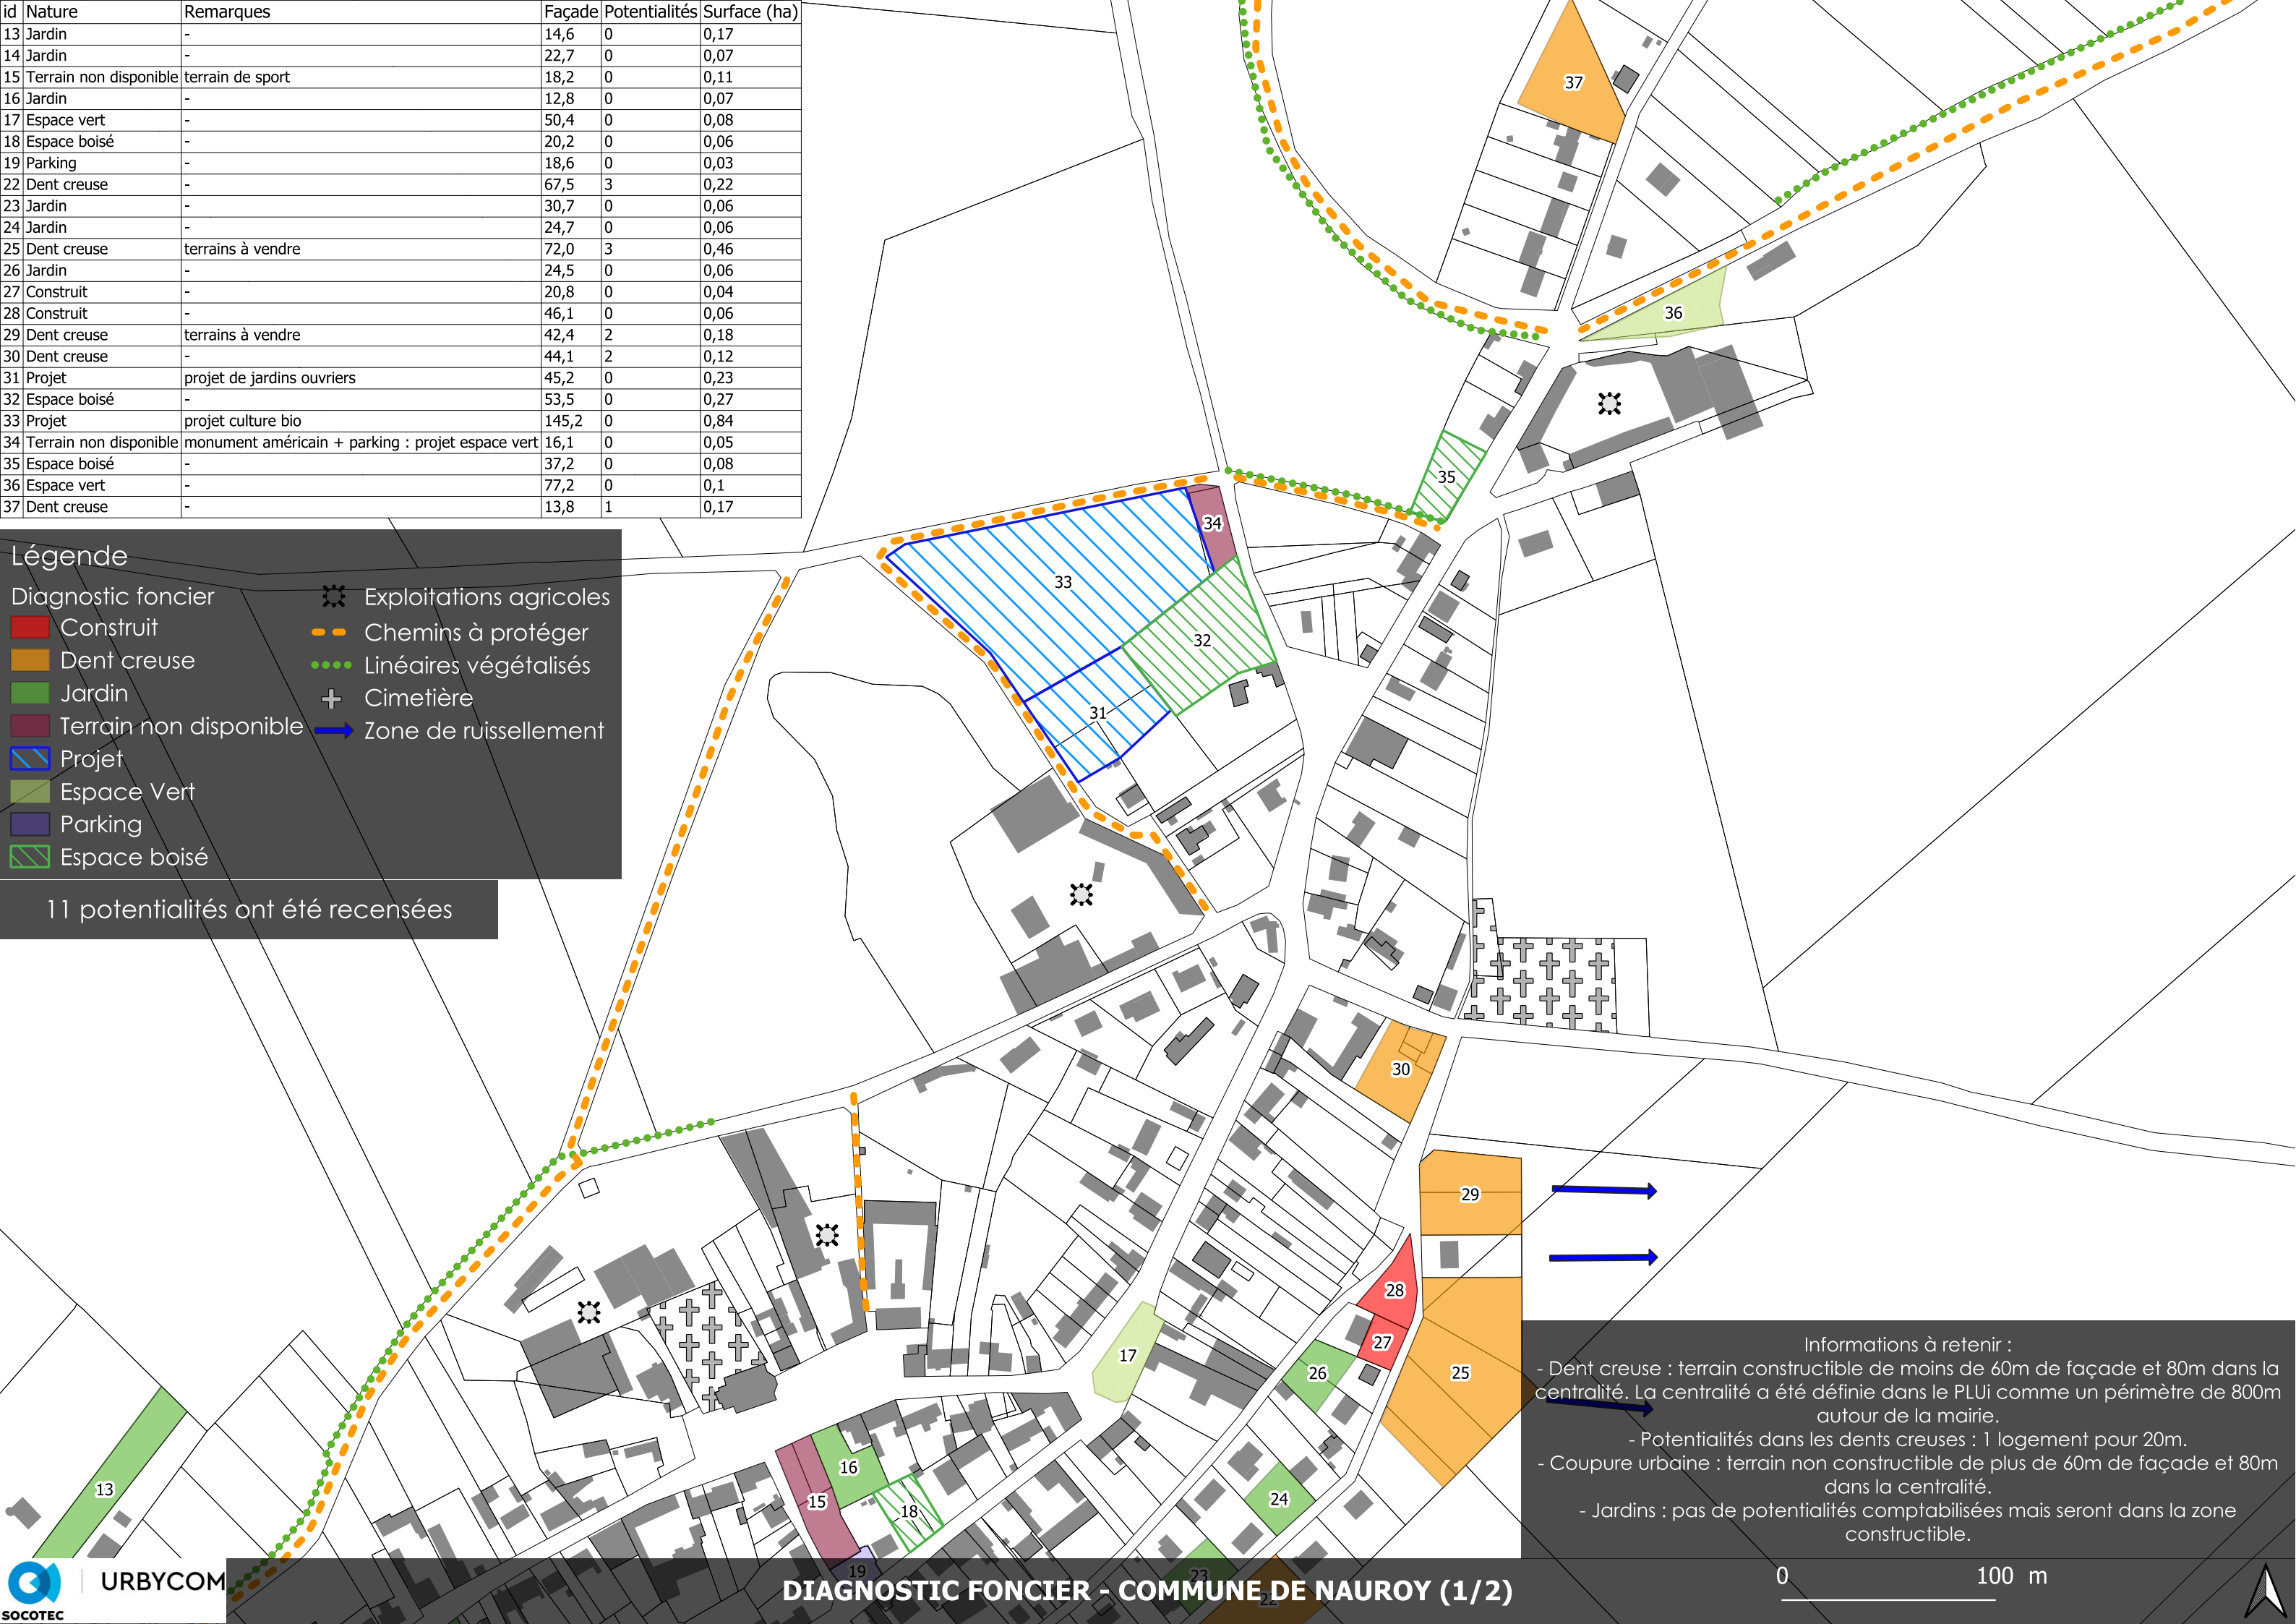 id Nature Remarques Façade Potentialités Surface (ha)
13 Jardin - 14,6 0 0,17
14 Jardin - 22,7 0 0,07
15 Terrain non disponible terrain de sport 18,2 0 0,11
16 Jardin - 12,8 0 0,07
17 Espace vert - 50,4 0 0,08
18 Espace boisé - 20,2 0 0,06
19 Parking - 18,6 0 0,03
22 Dent creuse - 67,5 3 0,22
23 Jardin - 30,7 0 0,06
24 Jardin - 24,7 0 0,06
25 Dent creuse terrains à vendre 72,0 3 0,46
26 Jardin - 24,5 0 0,06
27 Construit - 20,8 0 0,04
28 Construit - 46,1 0 0,06
29 Dent creuse terrains à vendre 42,4 2 0,18
30 Dent creuse - 44,1 2 0,12
31 Projet projet de jardins ouvriers 45,2 0 0,23
32 Espace boisé - 53,5 0 0,27
33 Projet projet culture bio 145,2 0 0,84
34 Terrain non disponible monument américain + parking : projet espace vert 16,1 0 0,05
35 Espace boisé - 37,2 0 0,08
36 Espace vert - 77,2 0 0,1
37 Dent creuse - 13,8 1 0,17
Légende
Diagnostic foncier
Construit
Dent creuse
Jardin
Terrain non disponible
Projet
Espace Vert
Parking
Espace boisé
Exploitations agricoles
Chemins à protéger
Linéaires végétalisés
Cimetière
Zone de ruissellement
11 potentialités ont été recensées
37
36
35
34
33
32
31
30
29
28
27
26
25
17
24
16
15
18
13
19
23
22
Informations à retenir :
- Dent creuse : terrain constructible de moins de 60m de façade et 80m dans la
centralité. La centralité a été définie dans le PLUi comme un périmètre de 800m
autour de la mairie.
- Potentialités dans les dents creuses : 1 logement pour 20m.
- Coupure urbaine : terrain non constructible de plus de 60m de façade et 80m
dans la centralité.
- Jardins : pas de potentialités comptabilisées mais seront dans la zone
constructible.
SOCOTEC
URBYCOM
DIAGNOSTIC FONCIER - COMMUNE DE NAUROY (1/2)
0 100 m